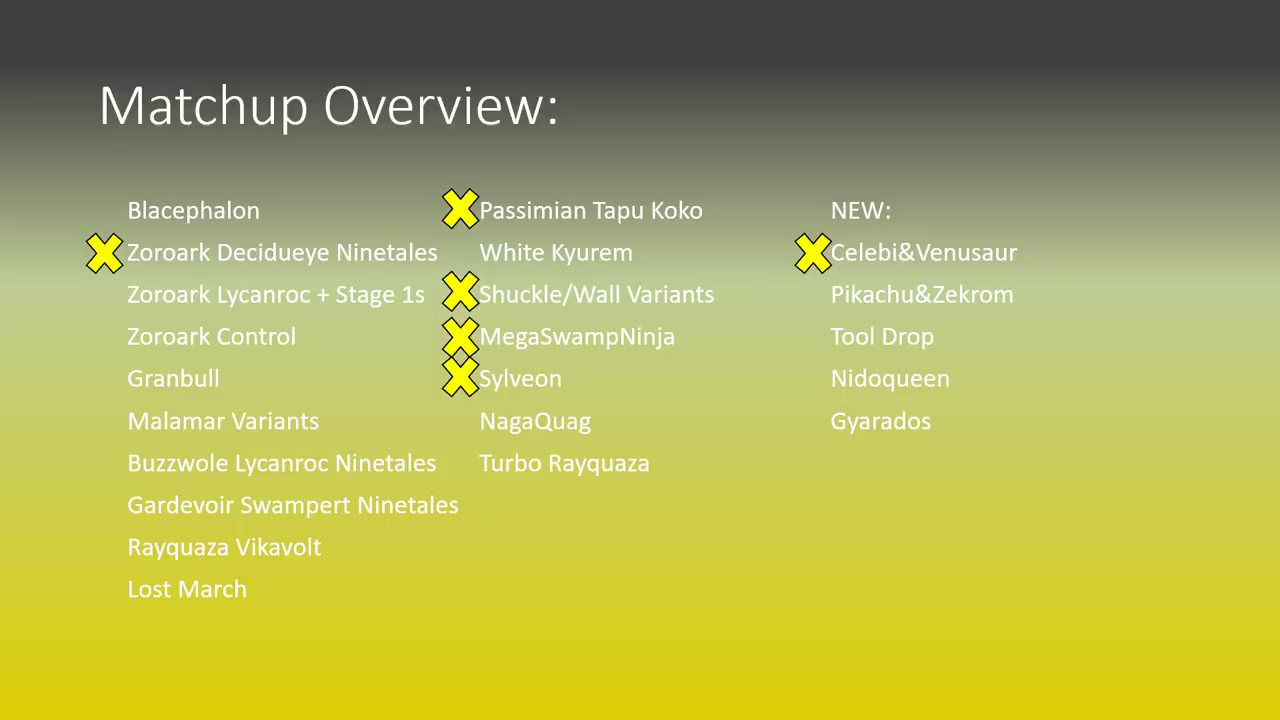 Matchup Overview:
Blacephalon
Zoroark Decidueye Ninetales
Zoroark Lycanroc + Stage 1s
Zoroark Control
Granbull
Malamar Variants
Buzzwole Lycanroc Ninetales
Gardevoir Swampert Ninetales
Rayquaza Vikavolt
Lost March
Passimian Tapu Koko
White Kyurem
Shuckle/Wall Variants
MegaSwampNinja
Sylveon
NagaQuag
Turbo Rayquaza
NEW:
Celebi&Venusaur
Pikachu&Zekrom
Tool Drop
Nidoqueen
Gyarados